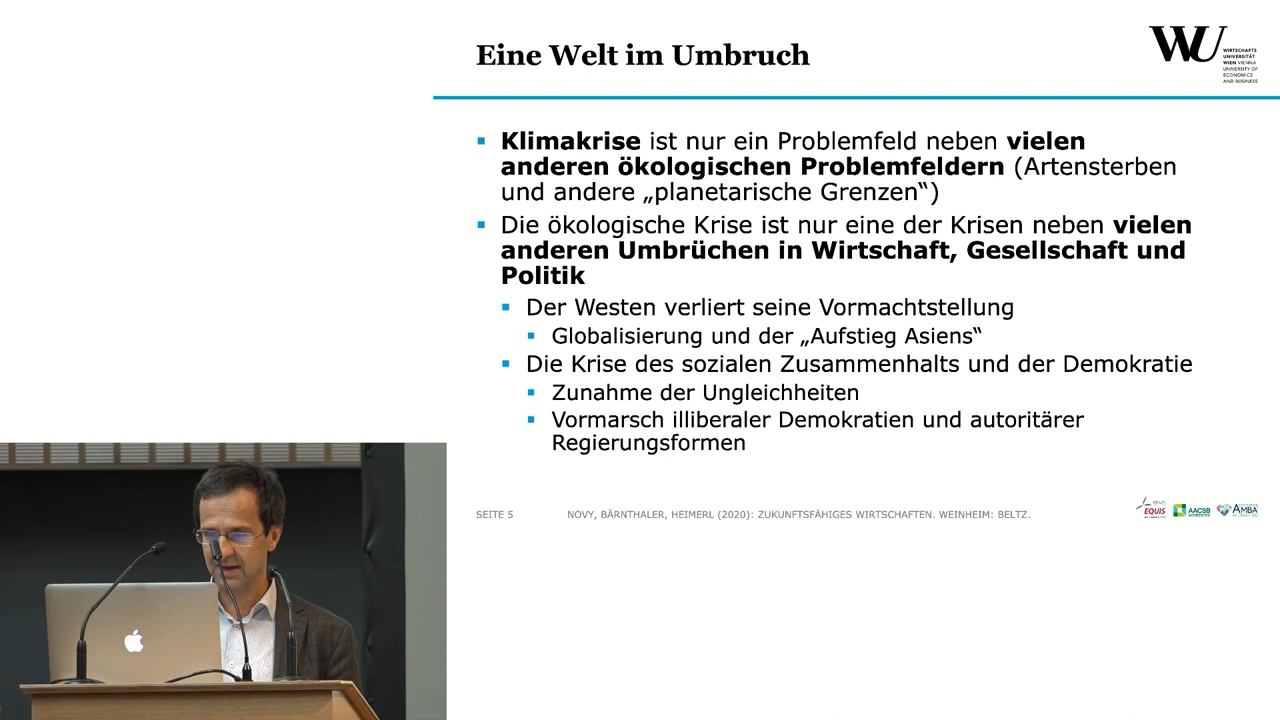 Eine Welt im Umbruch
WU
WIRTSCHAFTS
UNIVERSITÄT
WIEN VIENNA
UNIVERSITY OF
ECONOMICS
AND BUSINESS
Klimakrise ist nur ein Problemfeld neben vielen
anderen ökologischen Problemfeldern (Artensterben
und andere „planetarische Grenzen“)
Die ökologische Krise ist nur eine der Krisen neben vielen
anderen Umbrüchen in Wirtschaft, Gesellschaft und
Politik
Der Westen verliert seine Vormachtstellung
Globalisierung und der „Aufstieg Asiens“
Die Krise des sozialen Zusammenhalts und der Demokratie
Zunahme der Ungleichheiten
Vormarsch illiberaler Demokratien und autoritärer
Regierungsformen
SEITE 5
NOVY, BÄRNTHALER, HEIMERL (2020): ZUKUNFTSFÄHIGES WIRTSCHAFTEN. WEINHEIM: BELTZ.
EFMD
EQUIS
AACSB
ACCREDITED
AMBA
ACCREDITED